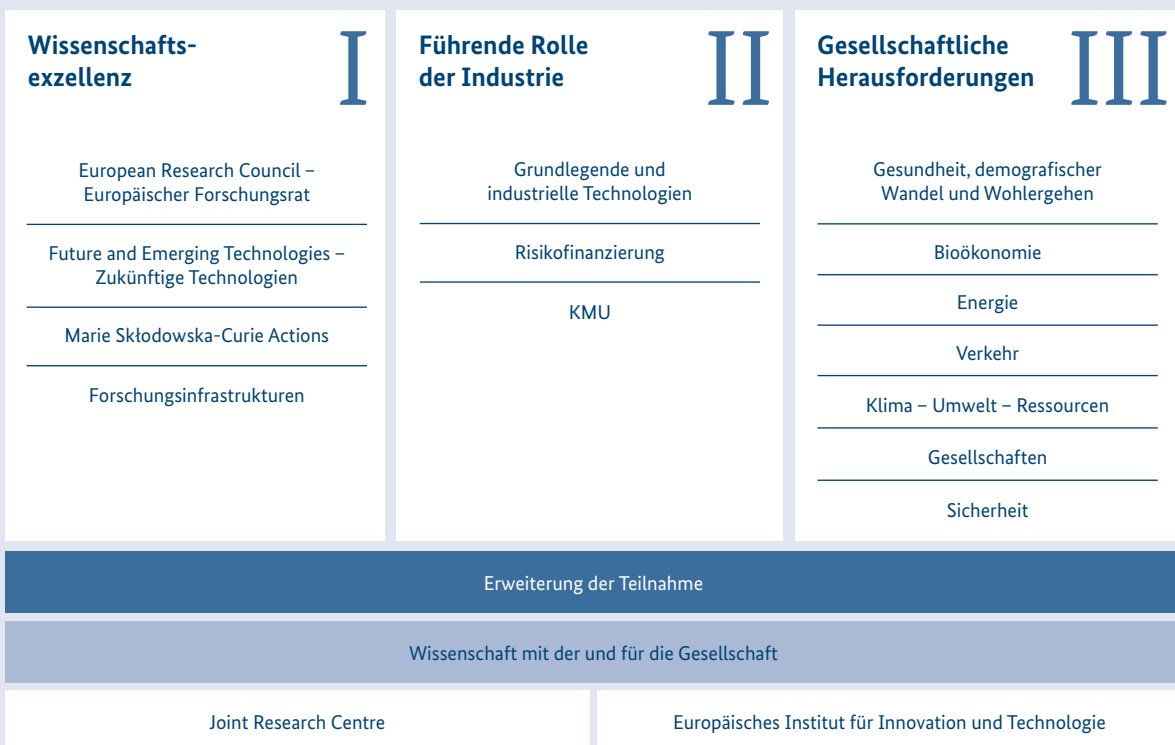 Wissenschafts-
exzellenz
I
European Research Council –
Europäischer Forschungsrat
Future and Emerging Technologies –
Zukünftige Technologien
Marie Skłodowska-Curie Actions
Forschungsinfrastrukturen
Führende Rolle
der Industrie
II
Grundlegende und
industrielle Technologien
Risikofinanzierung
KMU
Gesellschaftliche
Herausforderungen
III
Gesundheit, demografischer
Wandel und Wohlergehen
Bioökonomie
Energie
Verkehr
Klima – Umwelt – Ressourcen
Gesellschaften
Sicherheit
Erweiterung der Teilnahme
Wissenschaft mit der und für die Gesellschaft
Joint Research Centre
Europäisches Institut für Innovation und Technologie